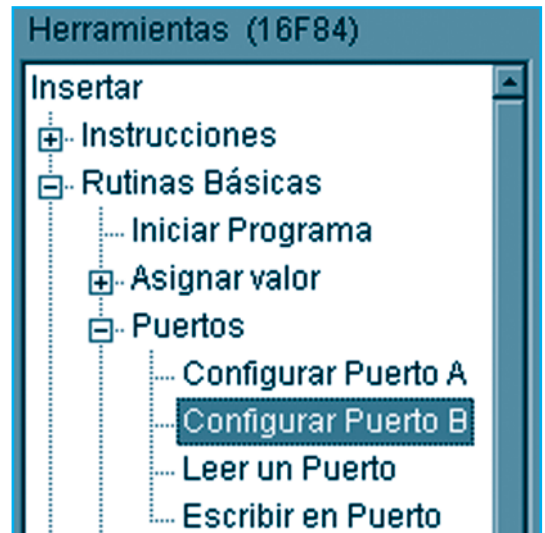 Herramientas (16F84)
Insertar
Instrucciones
Rutinas Básicas
Iniciar Programa
Asignar valor
Puertos
Configurar Puerto A
Configurar Puerto B
Leer un Puerto
Escribir en Puerto